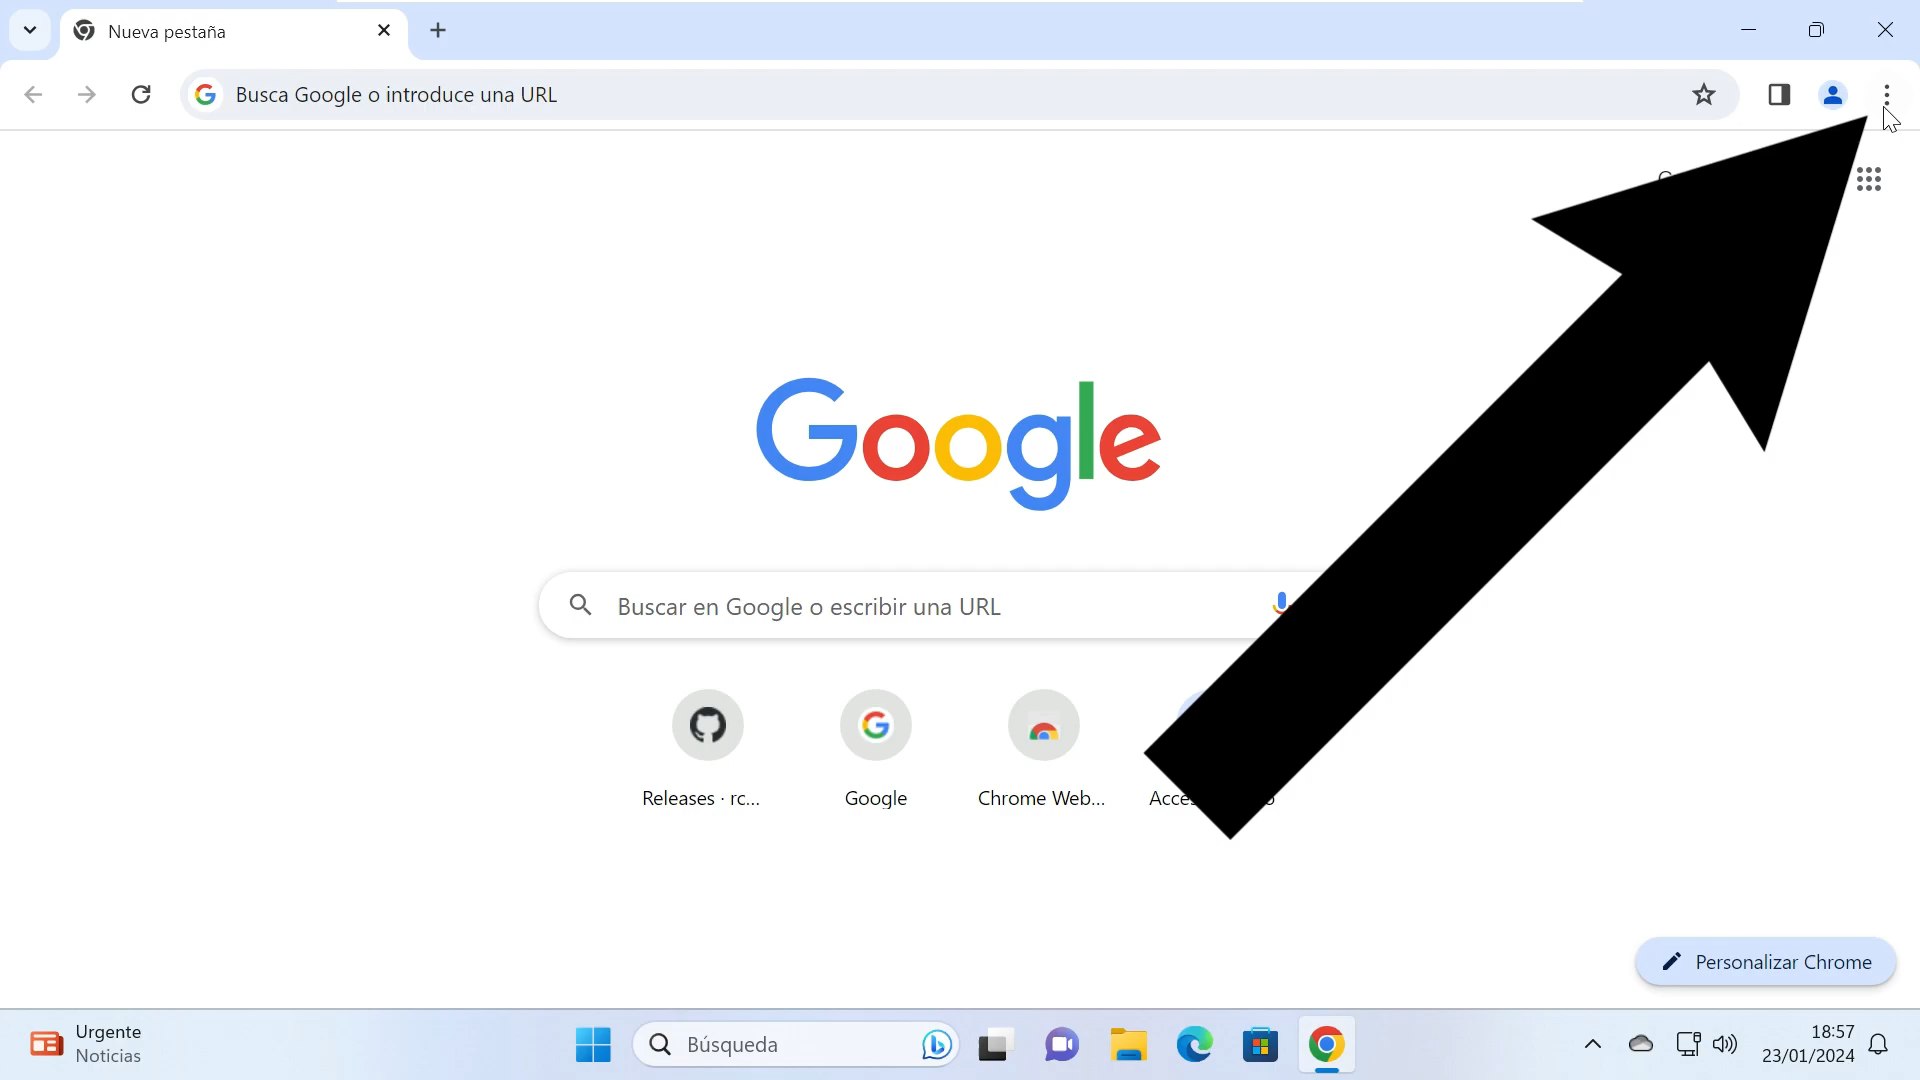 Nueva pestaña
Busca Google o introduce una URL
Google
Buscar en Google o escribir una URL
Releases · rc...
Google
Chrome Web...
Personalizar Chrome
Urgente
Noticias
Búsqueda
18:57
23/01/2024